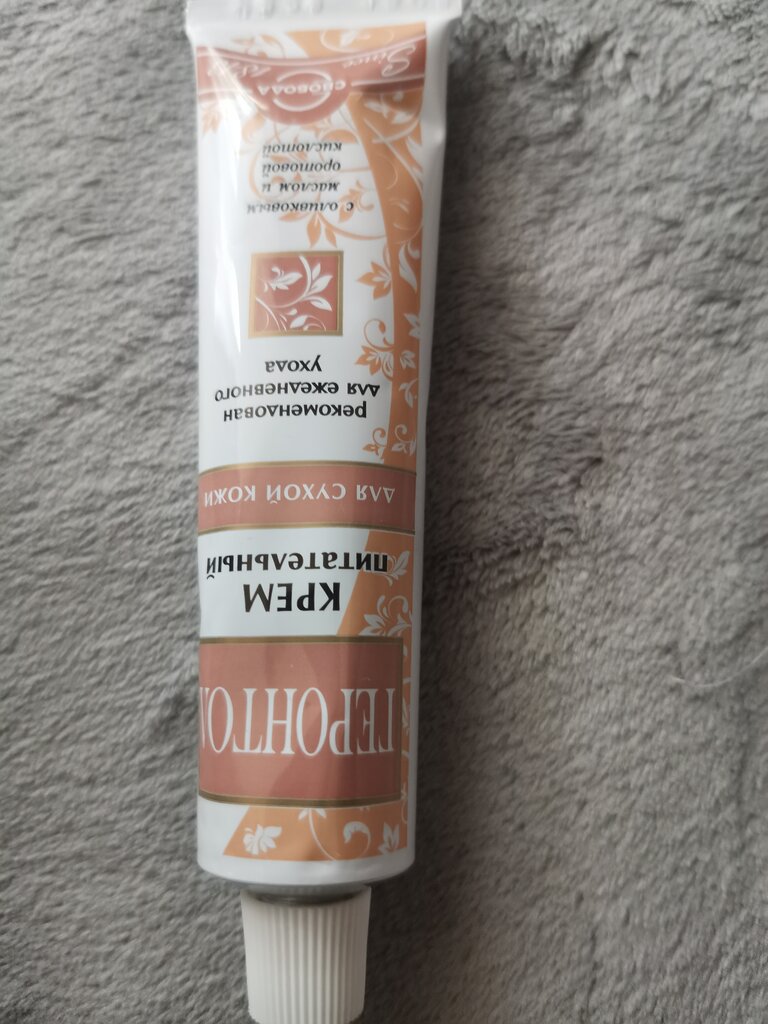 ГЕРОНТОЛ
КРЕМ
ПИТАТЕЛЬНЫЙ
ДЛЯ СУХОЙ КОЖИ
рекомендован
для ежедневного
ухода
с оливковым
маслом и
оротовой
кислотой
СВОБОДА
Since